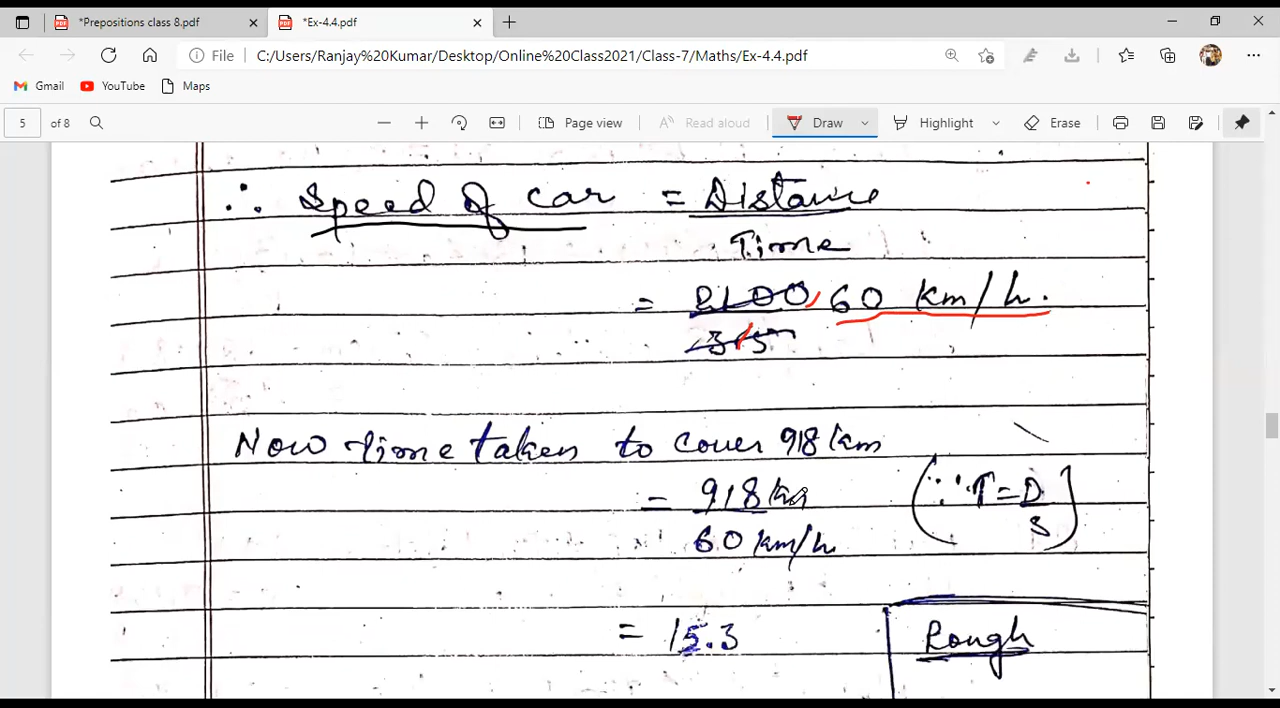 *Prepositions class 8.pdf
*Ex-4.4.pdf
File
C:/Users/Ranjay%20Kumar/Desktop/Online%20Class2021/Class-7/Maths/Ex-4.4.pdf
Gmail
YouTube
Maps
5 of 8
Page view
Read aloud
Draw
Highlight
Erase
∴ Speed of car = Distance
Time
= 2100 60 km/h.
35
Now time taken to cover 918 km
= 918 km (∵ T = D
60 km/h S)
= 15.3
Rough